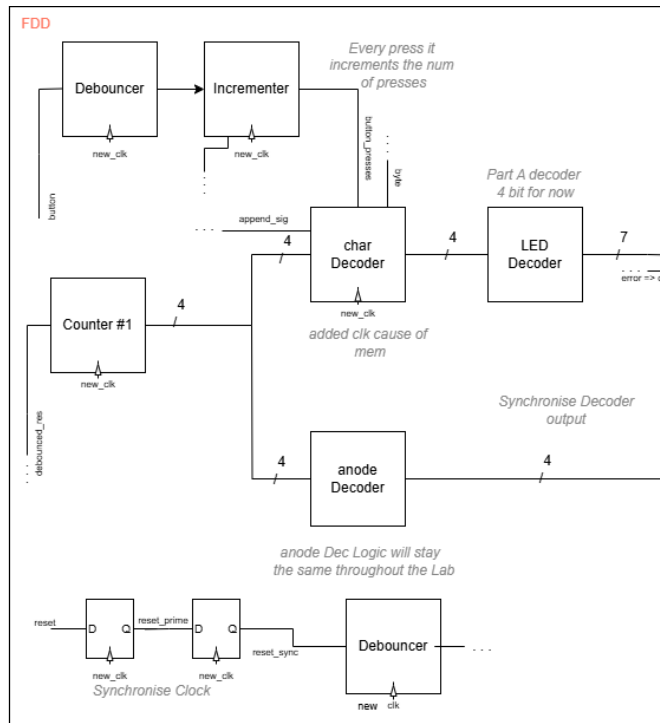 FDD
Every press it
increments the num
of presses
Debouncer
Incrementer
new_clk
new_clk
button
button_presses
byte
. . .
. . .
Part A decoder
4 bit for now
. . . append_sig
4
char
Decoder
4
LED
Decoder
7
error => 
new_clk
added clk cause of
mem
Counter #1
4
new_clk
debounced_res
. . .
Synchronise Decoder
output
4
anode
Decoder
4
anode Dec Logic will stay
the same throughout the Lab
reset
D
Q
reset_prime
D
Q
reset_sync
Debouncer
. . .
new_clk
new_clk
new clk
Synchronise Clock